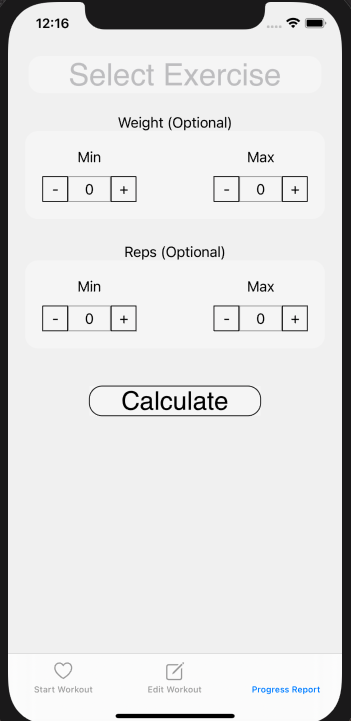 12:16
Select Exercise
Weight (Optional)
Min Max
- 0 + - 0 +
Reps (Optional)
Min Max
- 0 + - 0 +
Calculate
Start Workout Edit Workout Progress Report